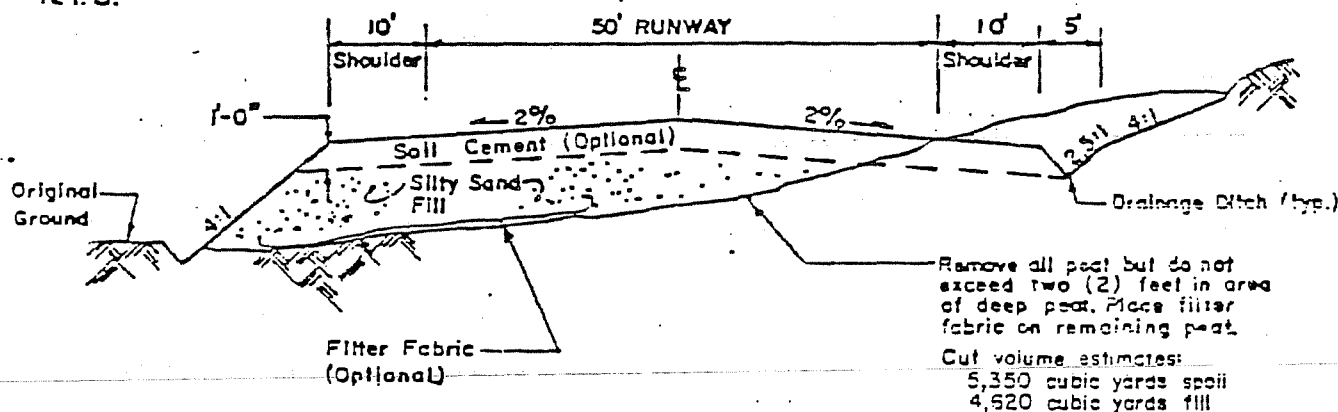 10'
50' RUNWAY
10'
5'
Shoulder
Shoulder
℄
1'-0"
2%
2%
Soil Cement (Optional)
2.5:1
4:1
Silty Sand
Fill
Original
Ground
4:1
Drainage Ditch (typ.)
Remove all peat but do not
exceed two (2) feet in area
of deep peat. Place filter
fabric on remaining peat.
Filter Fabric
(Optional)
Cut volume estimates:
5,350 cubic yards spoil
4,620 cubic yards fill